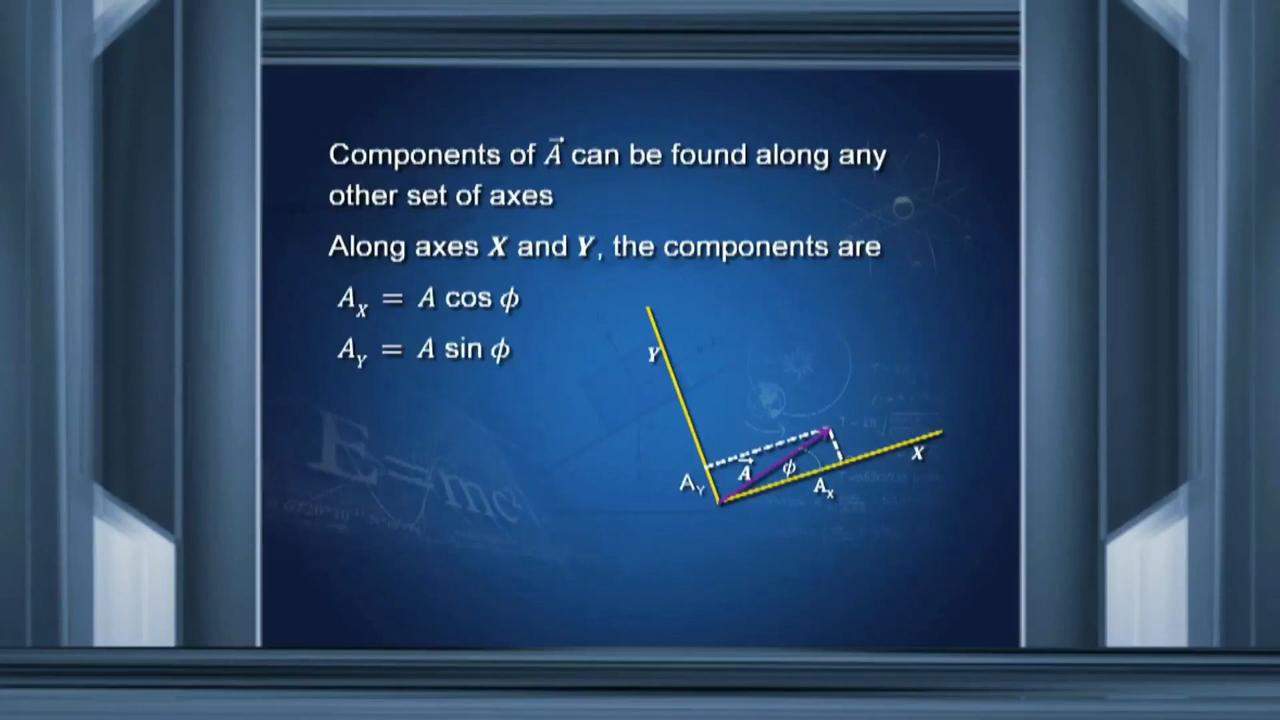 Components of A⃗ can be found along any
other set of axes
Along axes X and Y, the components are
A_X = A cos ϕ
A_Y = A sin ϕ
Y
X
A⃗
ϕ
A_Y
A_X
E=mc²